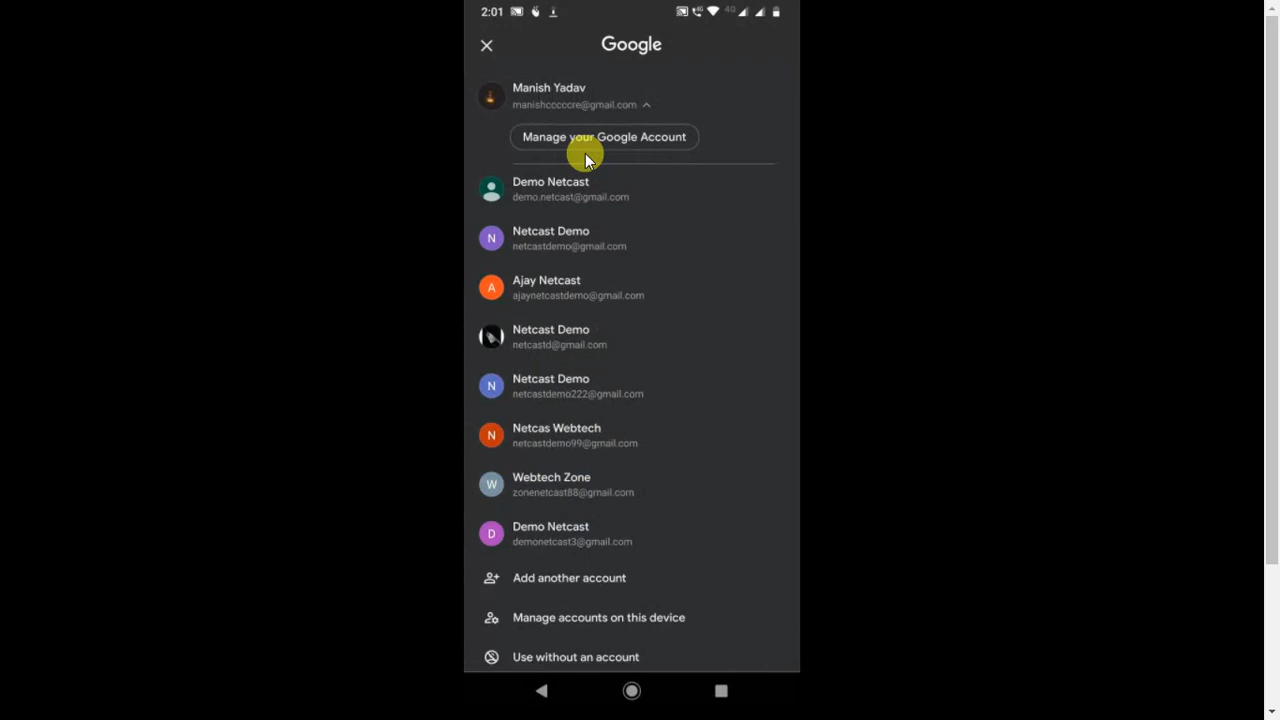 2:01
4G
Google
Manish Yadav
manishcccccre@gmail.com
Manage your Google Account
Demo Netcast
demo.netcast@gmail.com
Netcast Demo
netcastdemo@gmail.com
A
Ajay Netcast
ajaynetcastdemo@gmail.com
Netcast Demo
netcastd@gmail.com
N
Netcast Demo
netcastdemo222@gmail.com
N
Netcas Webtech
netcastdemo99@gmail.com
W
Webtech Zone
zonenetcast88@gmail.com
D
Demo Netcast
demonetcast3@gmail.com
Add another account
Manage accounts on this device
Use without an account